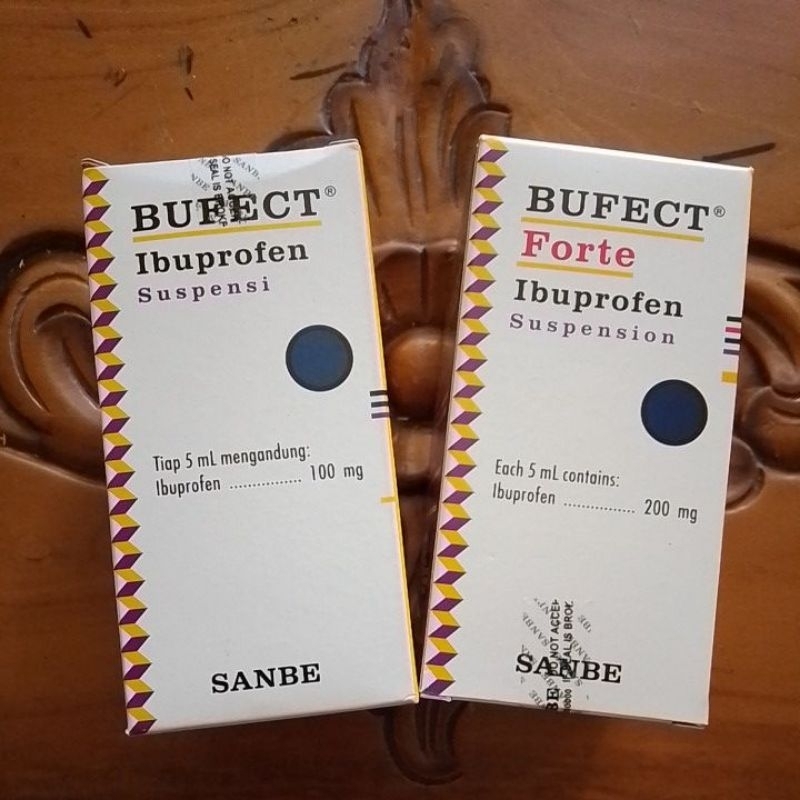 BUFECT®
Ibuprofen
Suspensi
Tiap 5 mL mengandung:
Ibuprofen ................ 100 mg
SANBE
BUFECT®
Forte
Ibuprofen
Suspension
Each 5 mL contains:
Ibuprofen ................ 200 mg
SANBE